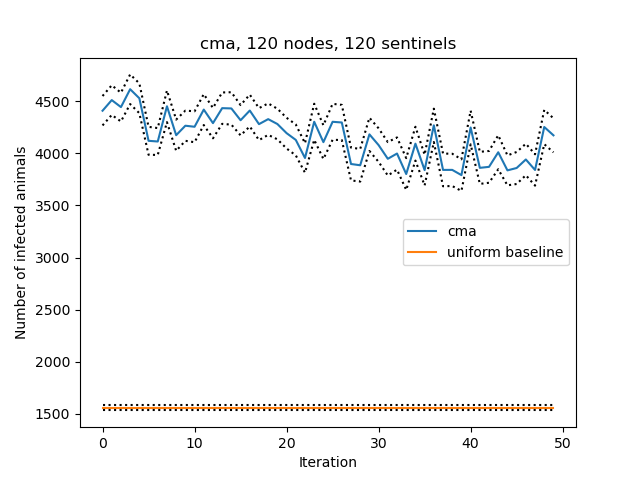 cma, 120 nodes, 120 sentinels
Number of infected animals
4500
4000
3500
3000
2500
2000
1500
cma
uniform baseline
0
10
20
30
40
50
Iteration